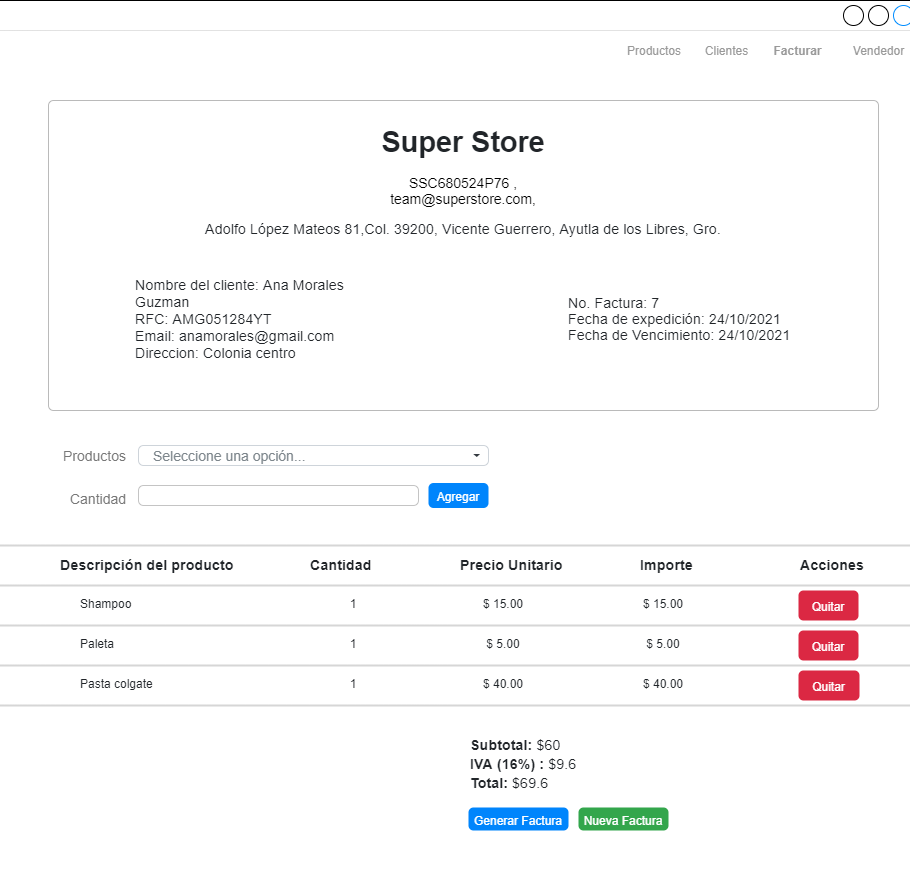 Productos Clientes Facturar Vendedor
Super Store
SSC680524P76 ,
team@superstore.com,
Adolfo López Mateos 81,Col. 39200, Vicente Guerrero, Ayutla de los Libres, Gro.
Nombre del cliente: Ana Morales
Guzman
RFC: AMG051284YT
Email: anamorales@gmail.com
Direccion: Colonia centro
No. Factura: 7
Fecha de expedición: 24/10/2021
Fecha de Vencimiento: 24/10/2021
Productos Seleccione una opción...
Cantidad Agregar
Descripción del producto Cantidad Precio Unitario Importe Acciones
Shampoo 1 $ 15.00 $ 15.00 Quitar
Paleta 1 $ 5.00 $ 5.00 Quitar
Pasta colgate 1 $ 40.00 $ 40.00 Quitar
Subtotal: $60
IVA (16%) : $9.6
Total: $69.6
Generar Factura Nueva Factura